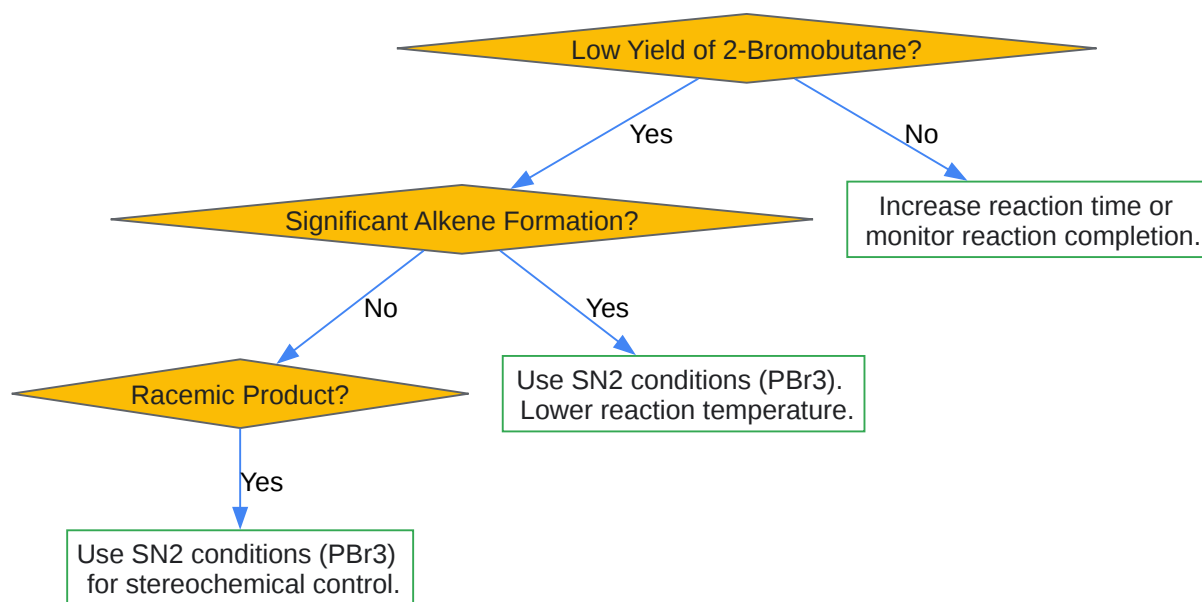 Low Yield of 2-Bromobutane?
Yes
No
Significant Alkene Formation?
Increase reaction time or
monitor reaction completion.
No
Yes
Racemic Product?
Use SN2 conditions (PBr3).
Lower reaction temperature.
Yes
Use SN2 conditions (PBr3)
for stereochemical control.